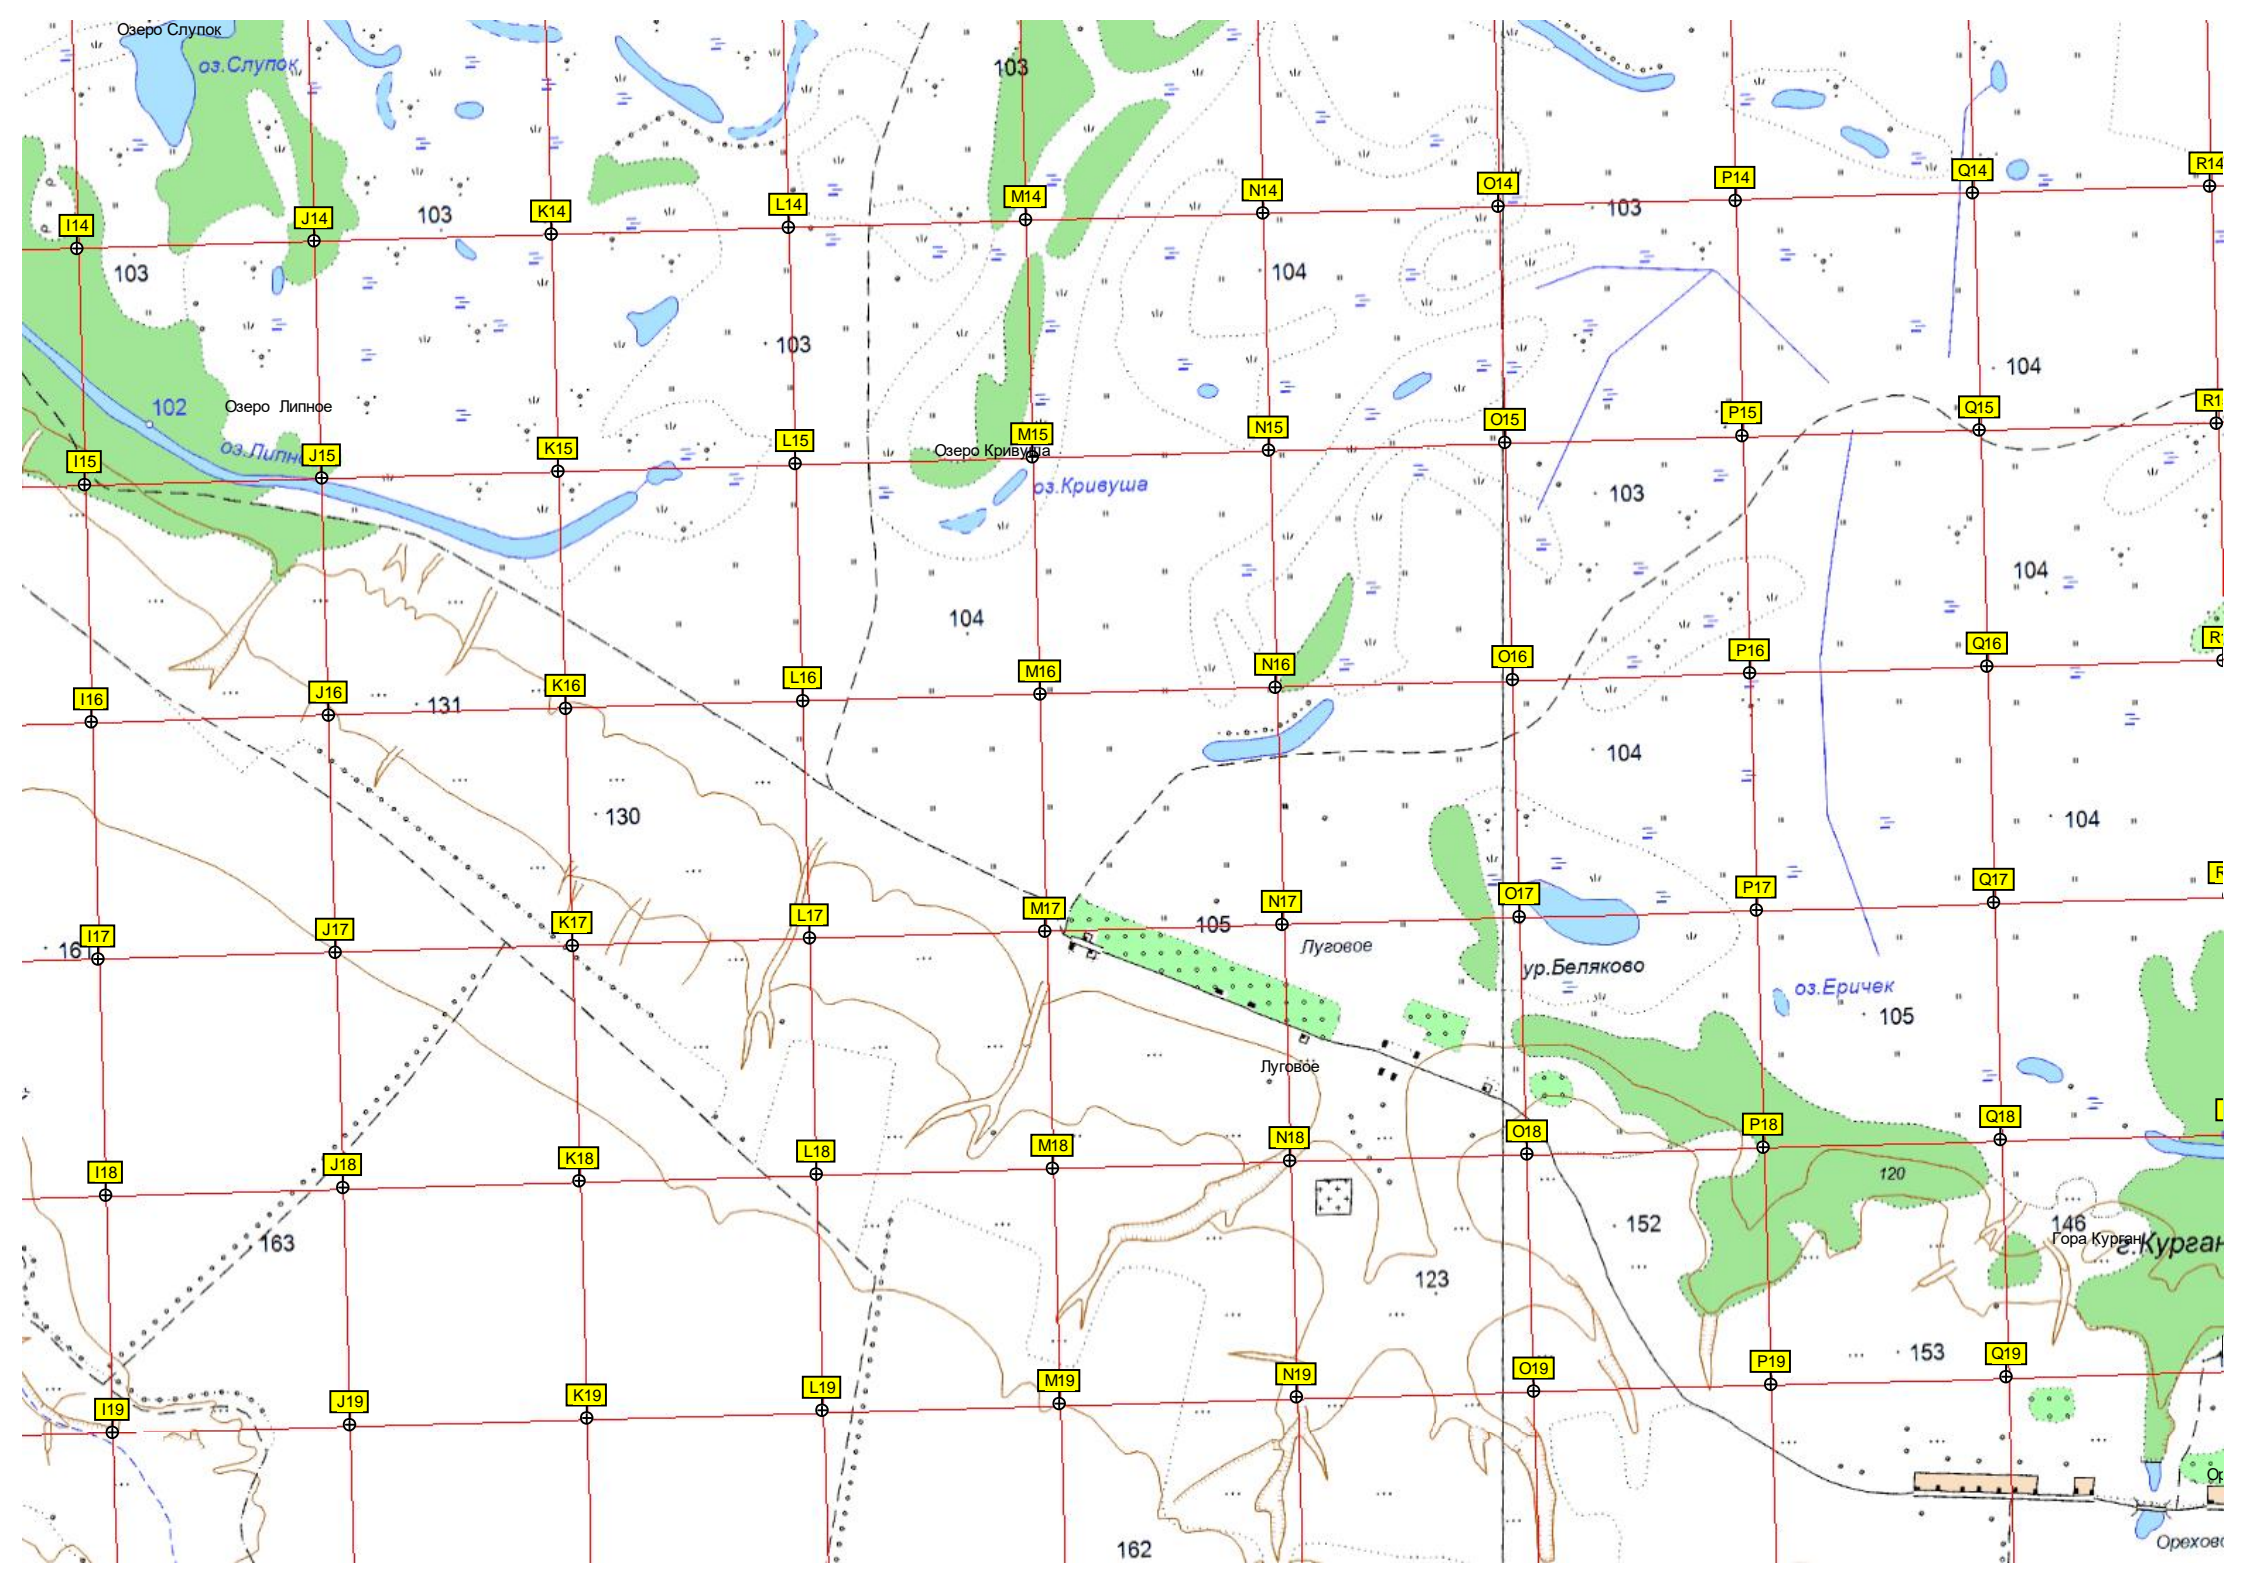 Озеро Слупок
оз.Слупок
103
I14
J14
K14
L14
M14
N14
O14
P14
Q14
R14
103
103
103
104
103
104
102
Озеро Липное
оз.Липн
I15
J15
K15
L15
M15
N15
O15
P15
Q15
Озеро Кривуша
оз.Кривуша
103
104
104
I16
J16
K16
L16
M16
N16
O16
P16
Q16
131
104
130
104
I17
J17
K17
L17
M17
N17
O17
P17
Q17
R
105
Луговое
ур.Беляково
оз.Еричек
105
Луговое
I18
J18
K18
L18
M18
N18
O18
P18
Q18
120
152
146
163
Гора Курган
г.Курган
123
153
I19
J19
K19
L19
M19
N19
O19
P19
Q19
Ор
162
Орехово